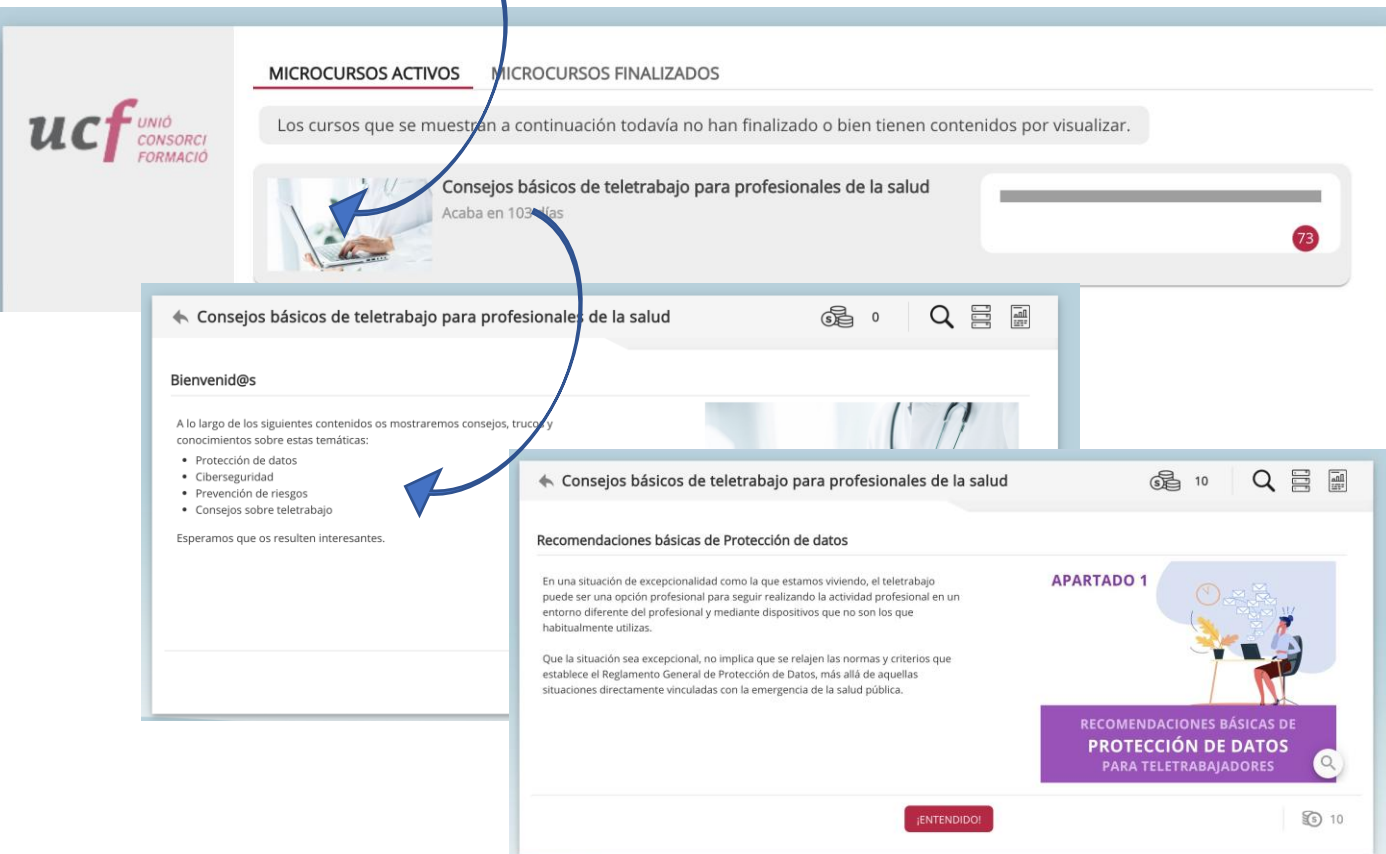 MICROCURSOS ACTIVOS MICROCURSOS FINALIZADOS
ucf UNIÓ
CONSORCI
FORMACIÓ
Los cursos que se muestran a continuación todavía no han finalizado o bien tienen contenidos por visualizar.
Consejos básicos de teletrabajo para profesionales de la salud
Acaba en 103 días
73
Consejos básicos de teletrabajo para profesionales de la salud
0
Bienvenid@s
A lo largo de los siguientes contenidos os mostraremos consejos, trucos y
conocimientos sobre estas temáticas:
• Protección de datos
• Ciberseguridad
• Prevención de riesgos
• Consejos sobre teletrabajo
Esperamos que os resulten interesantes.
Consejos básicos de teletrabajo para profesionales de la salud
10
Recomendaciones básicas de Protección de datos
En una situación de excepcionalidad como la que estamos viviendo, el teletrabajo
puede ser una opción profesional para seguir realizando la actividad profesional en un
entorno diferente del profesional y mediante dispositivos que no son los que
habitualmente utilizas.
Que la situación sea excepcional, no implica que se relajen las normas y criterios que
establece el Reglamento General de Protección de Datos, más allá de aquellas
situaciones directamente vinculadas con la emergencia de la salud pública.
APARTADO 1
RECOMENDACIONES BÁSICAS DE
PROTECCIÓN DE DATOS
PARA TELETRABAJADORES
¡ENTENDIDO!
10